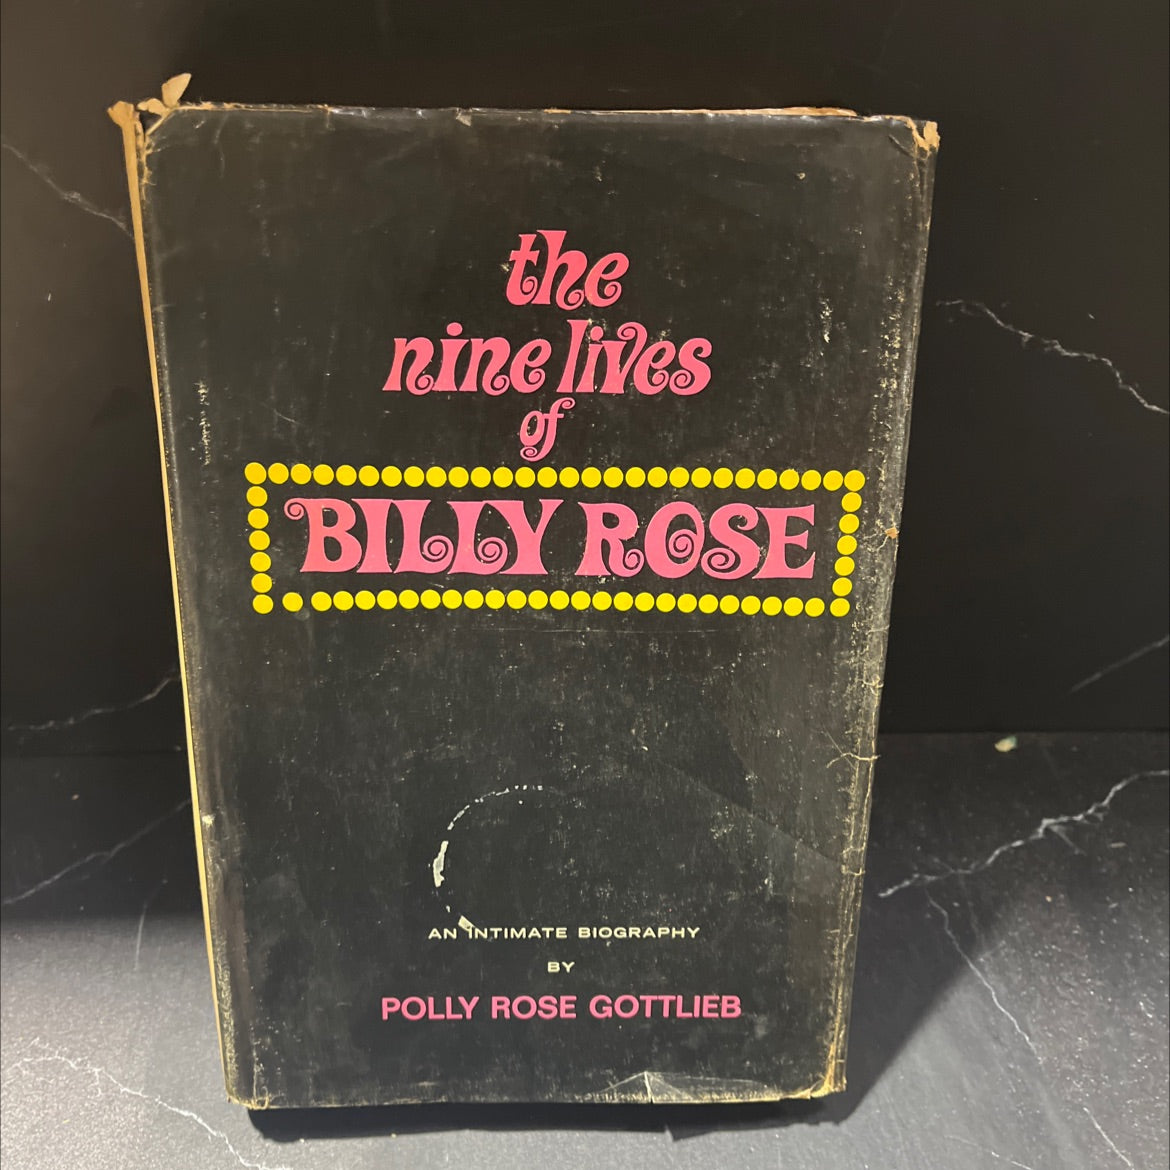 the
nine lives
of
BILLY ROSE
AN INTIMATE BIOGRAPHY
BY
POLLY ROSE GOTTLIEB